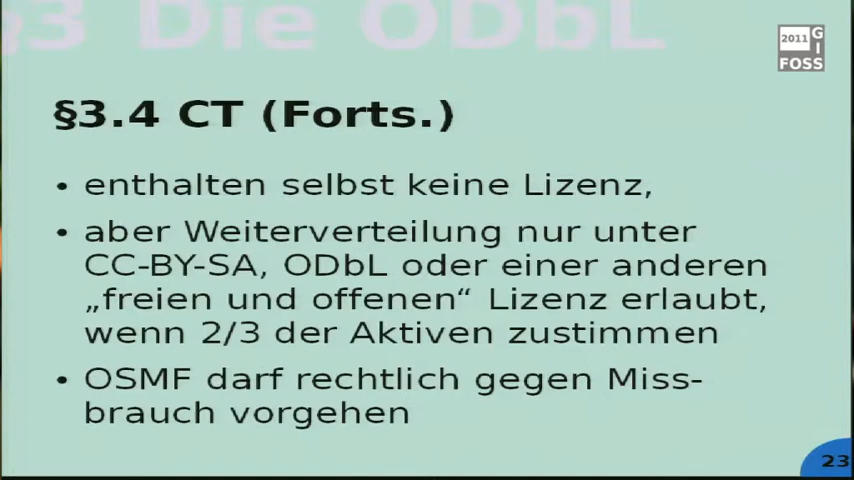 §3 Die ODbL
2011 G
I
FOSS
§3.4 CT (Forts.)
• enthalten selbst keine Lizenz,
• aber Weiterverteilung nur unter
CC-BY-SA, ODbL oder einer anderen
„freien und offenen“ Lizenz erlaubt,
wenn 2/3 der Aktiven zustimmen
• OSMF darf rechtlich gegen Miss-
brauch vorgehen
23